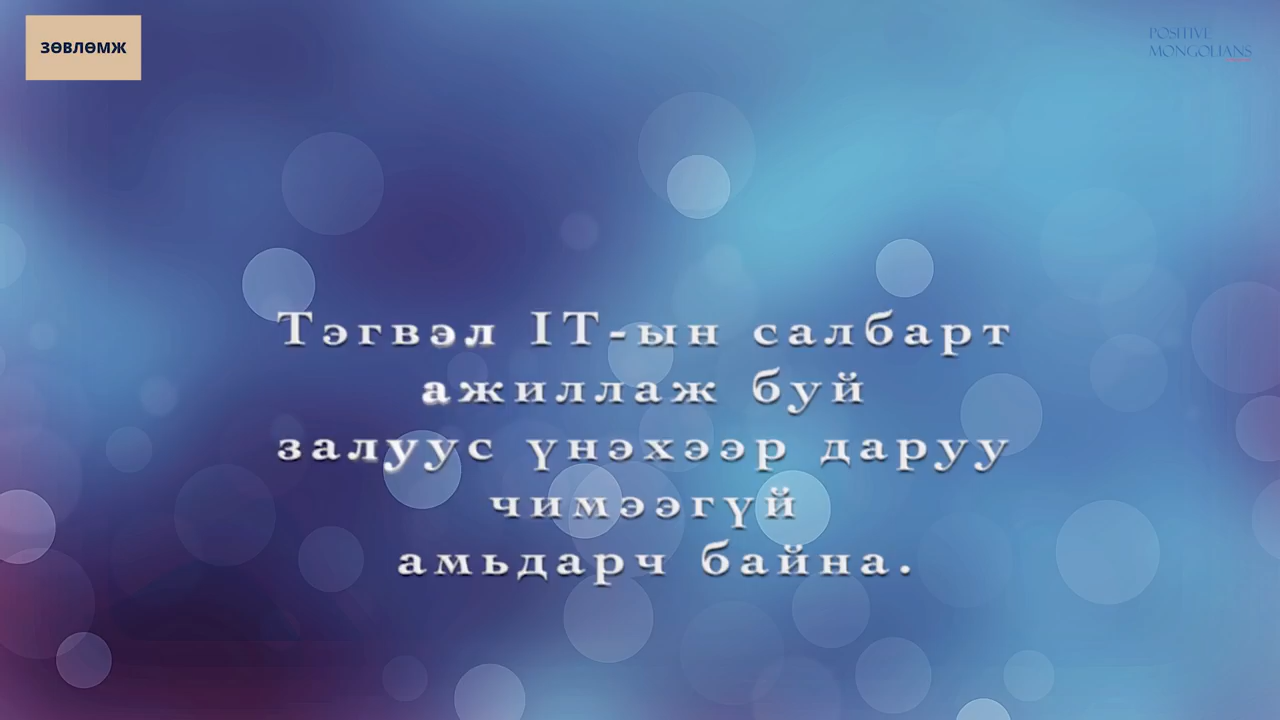 ЗӨВЛӨМЖ
POSITIVE
MONGOLIANS
Тэгвэл IT-ын салбарт
ажиллаж буй
залуус үнэхээр даруу
чимээгүй
амьдарч байна.